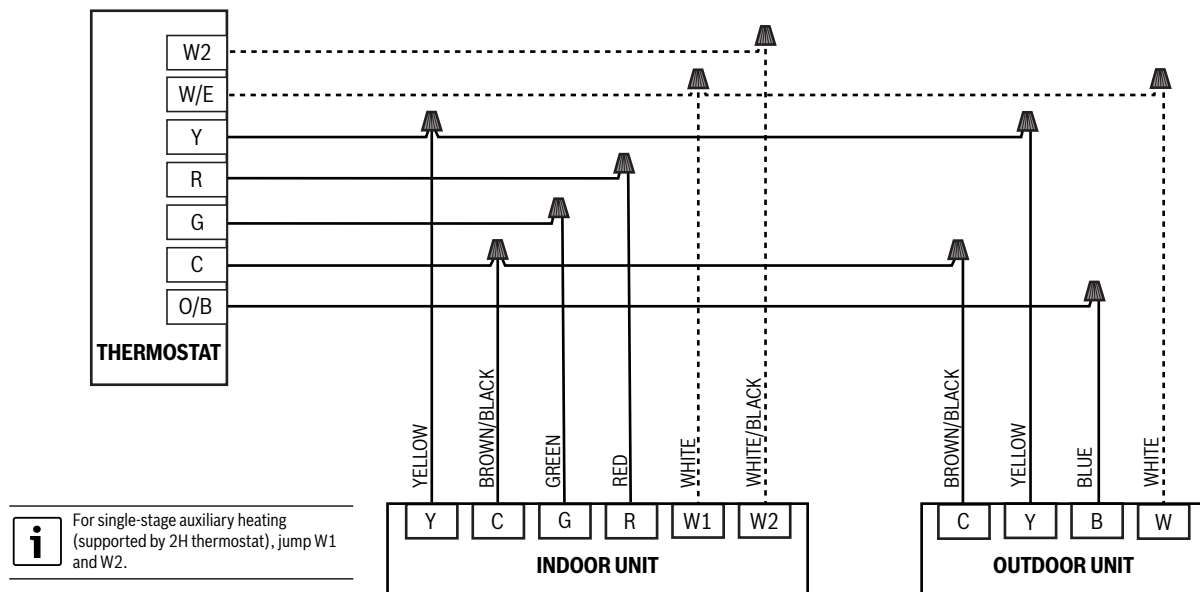 W2
W/E
Y
R
G
C
O/B
THERMOSTAT
YELLOW
BROWN/BLACK
GREEN
RED
WHITE
WHITE/BLACK
BROWN/BLACK
YELLOW
BLUE
WHITE
i
For single-stage auxiliary heating
(supported by 2H thermostat), jump W1
and W2.
Y C G R W1 W2
INDOOR UNIT
C Y B W
OUTDOOR UNIT